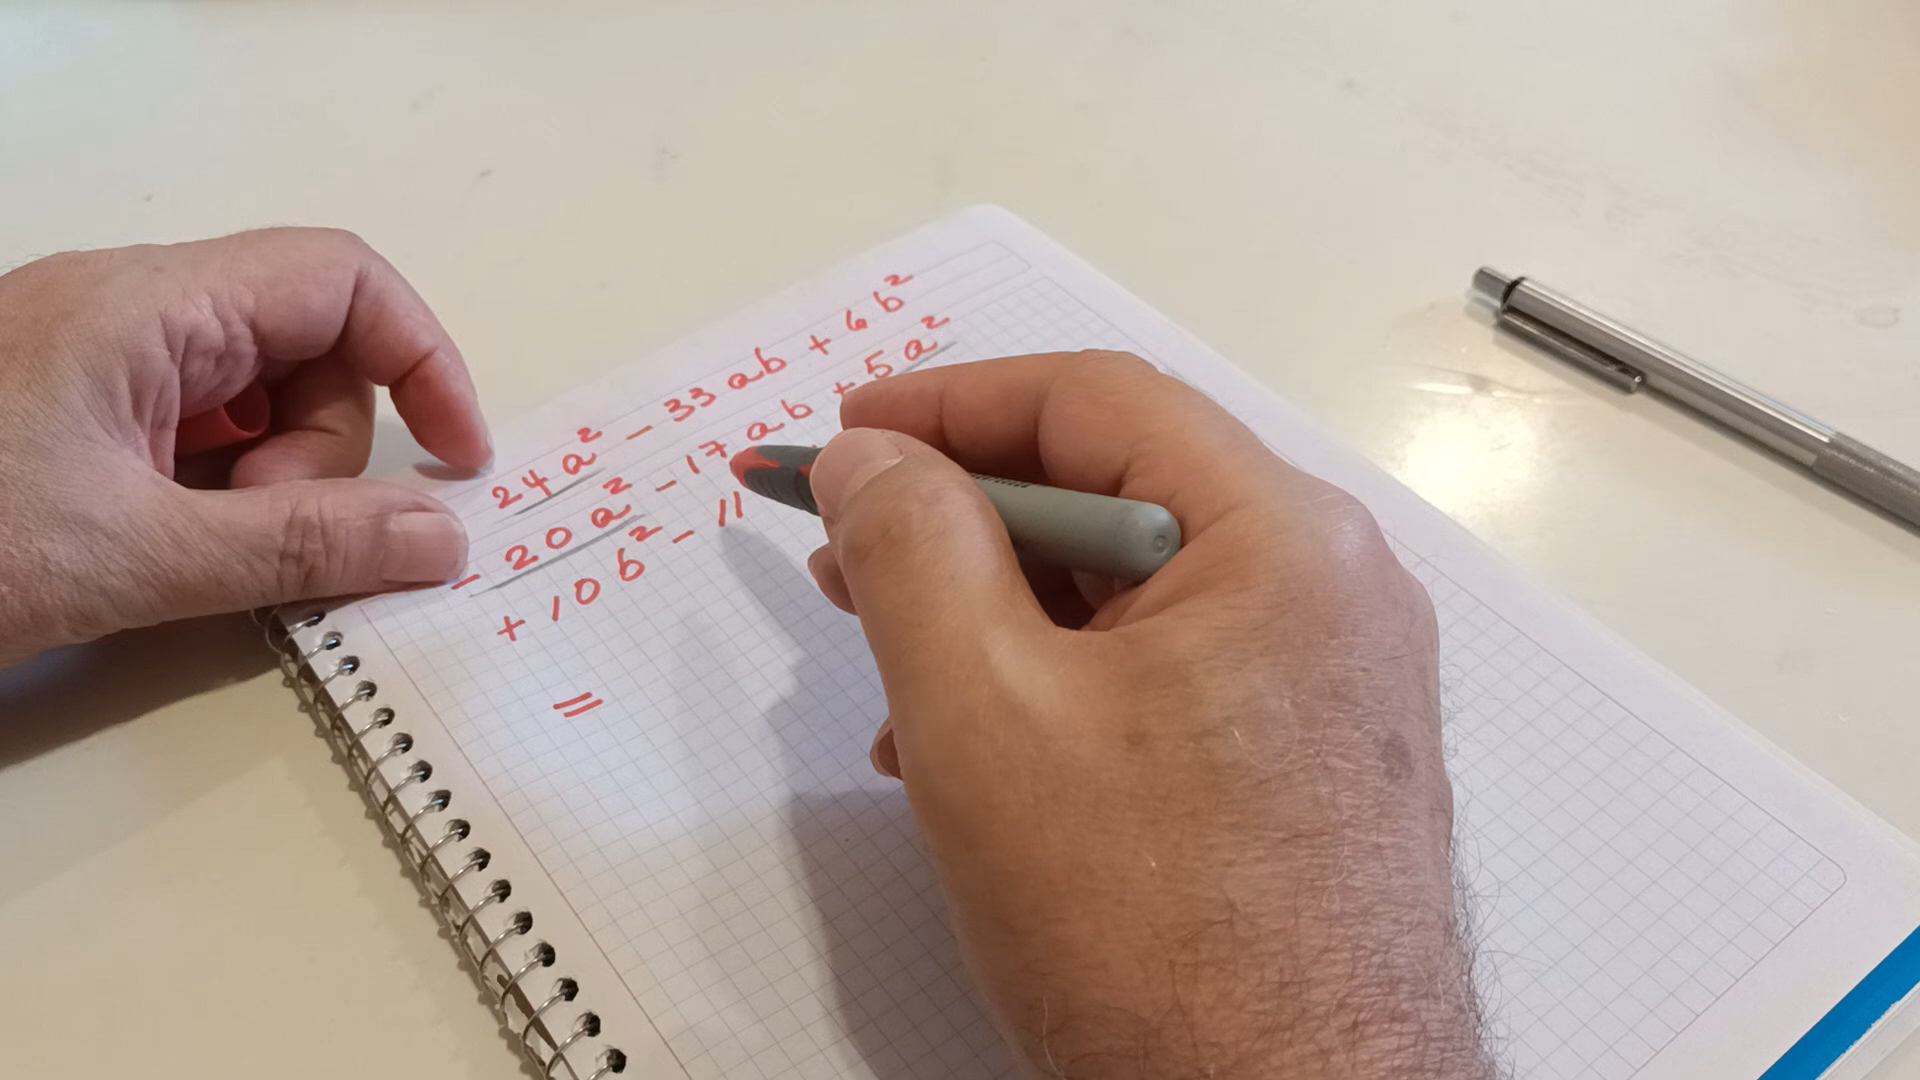 24a² - 33ab + 6b²
- 20a² - 17ab + 5a²
+ 10b² - 11
=